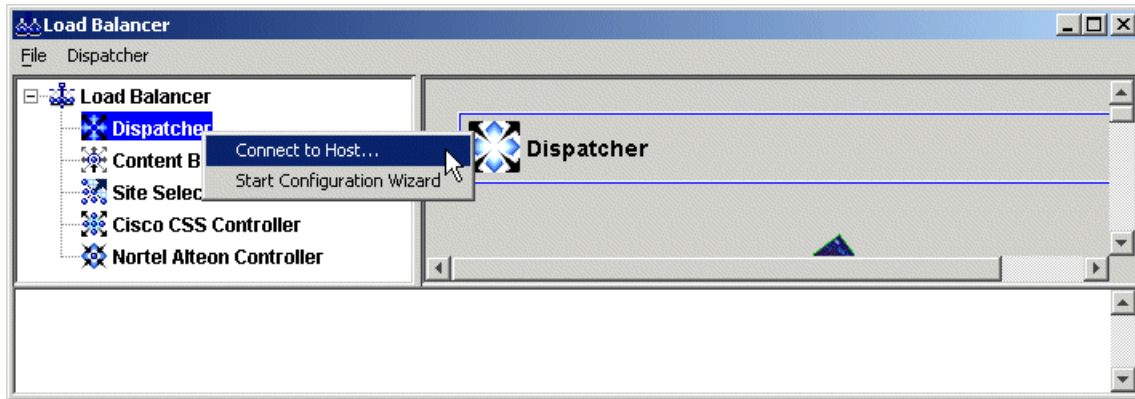 Load Balancer
File Dispatcher
Load Balancer
Dispatcher
Content B
Site Selec
Cisco CSS Controller
Nortel Alteon Controller
Connect to Host...
Start Configuration Wizard
Dispatcher